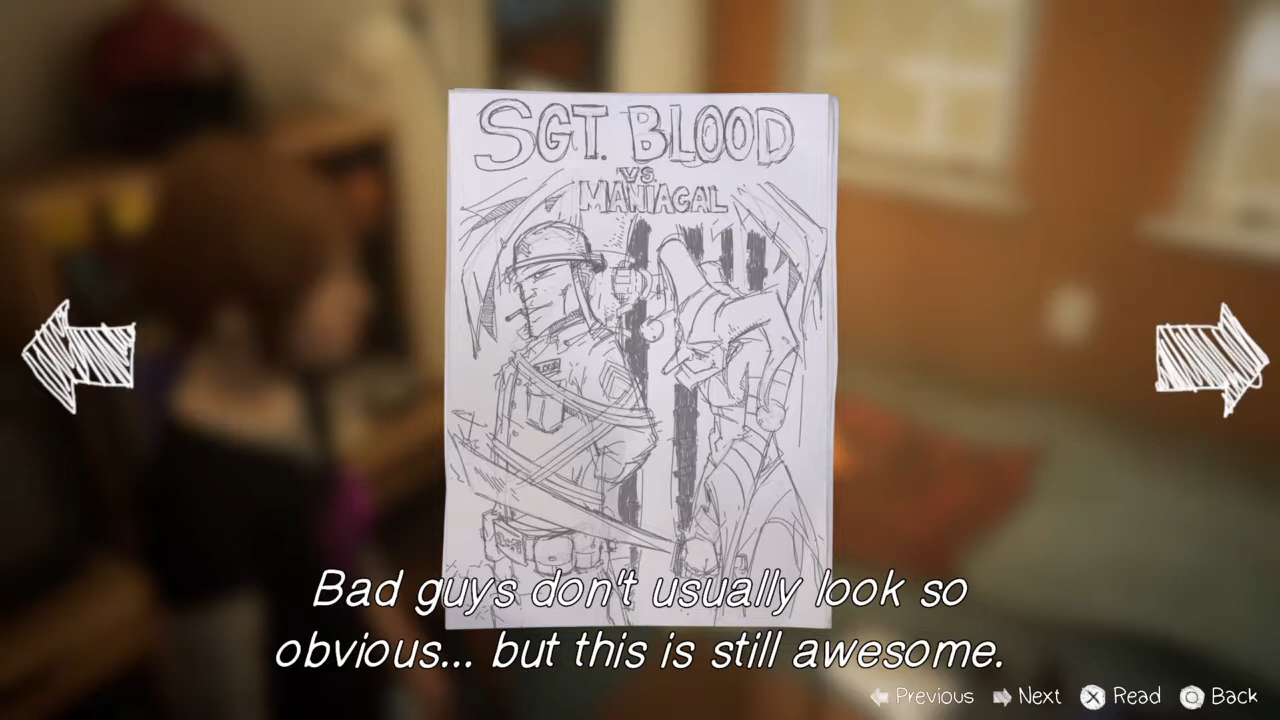 SGT. BLOOD
VS.
MANIACAL
BLOOD
Bad guys don't usually look so
obvious... but this is still awesome.
Previous Next Read Back